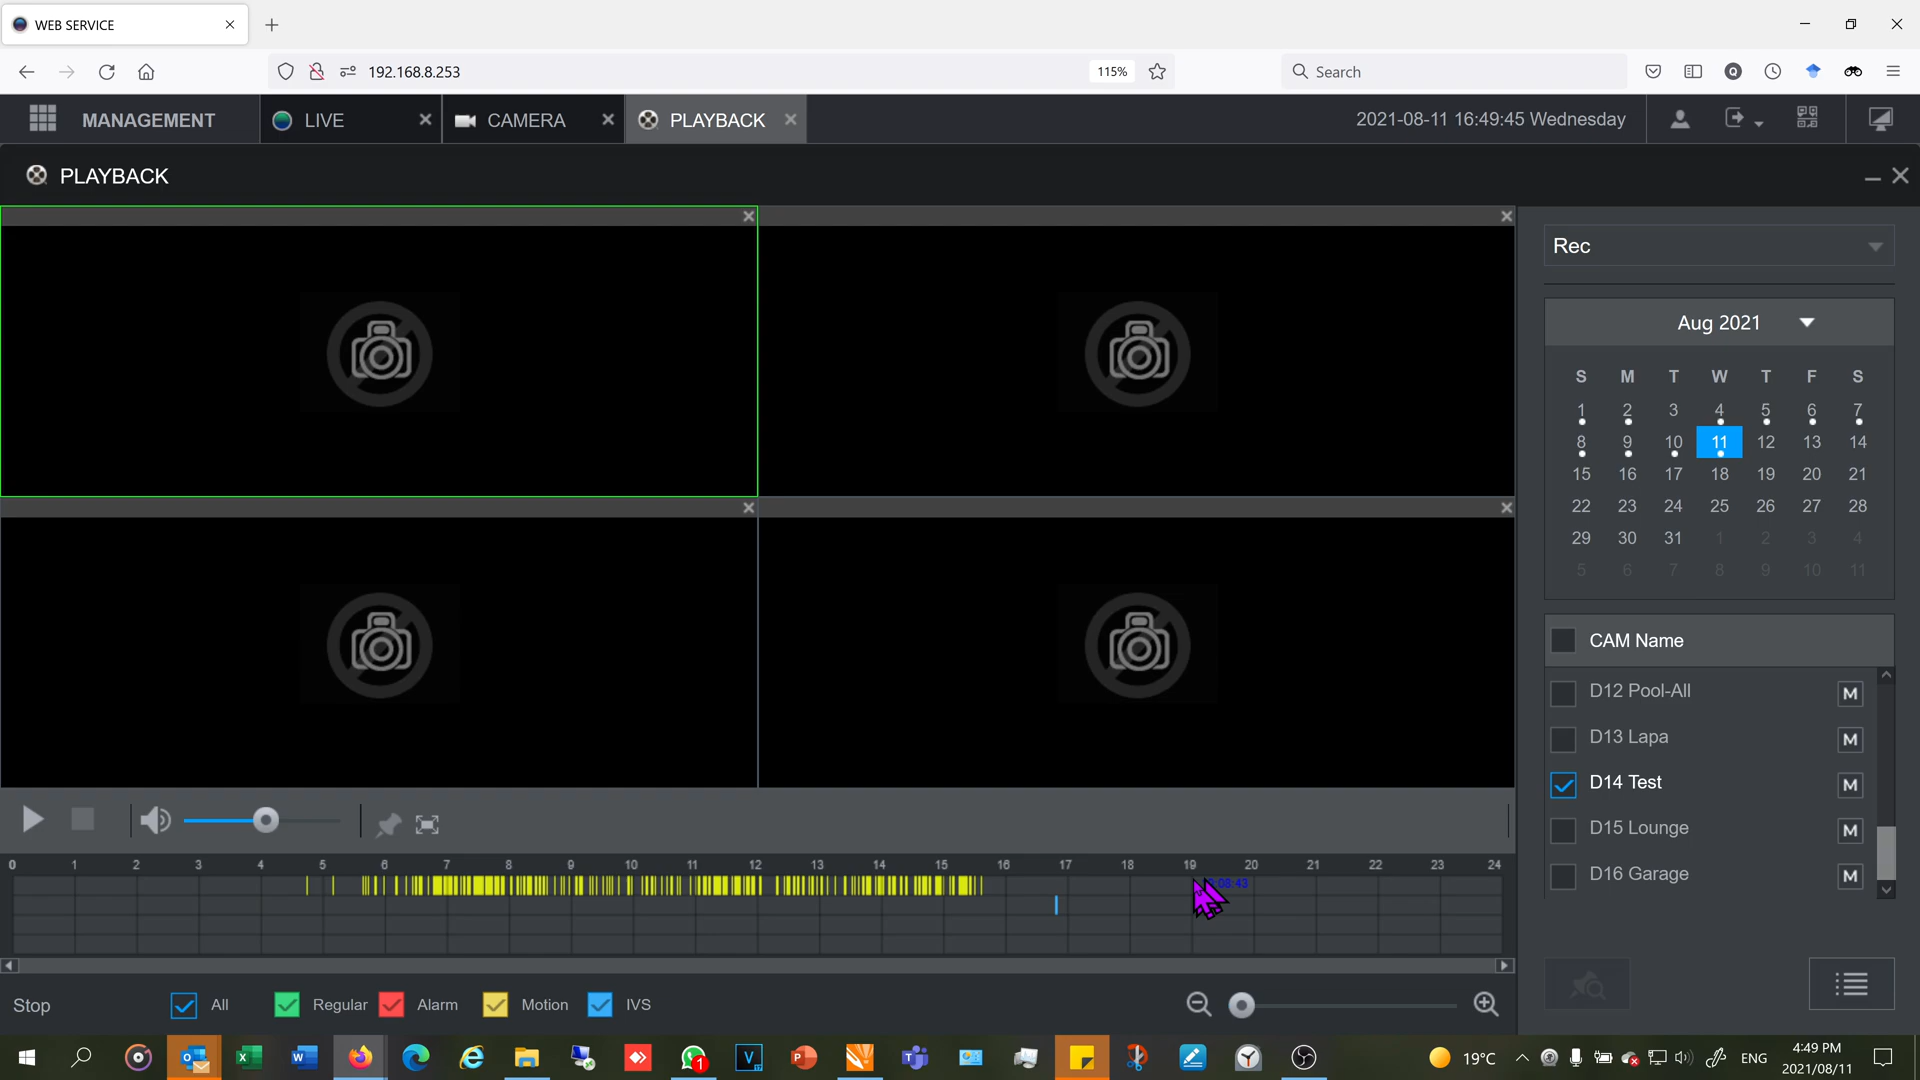 WEB SERVICE
192.168.8.253
115%
Search
MANAGEMENT
LIVE
CAMERA
PLAYBACK
2021-08-11 16:49:45 Wednesday
PLAYBACK
Rec
Aug 2021
S M T W T F S
1 2 3 4 5 6 7
8 9 10 11 12 13 14
15 16 17 18 19 20 21
22 23 24 25 26 27 28
29 30 31 1 2 3 4
5 6 7 8 9 10 11
CAM Name
D12 Pool-All M
D13 Lapa M
D14 Test M
D15 Lounge M
D16 Garage M
0 1 2 3 4 5 6 7 8 9 10 11 12 13 14 15 16 17 18 19 20 21 22 23 24
:08:43
Stop
All
Regular
Alarm
Motion
IVS
19°C
ENG
4:49 PM
2021/08/11